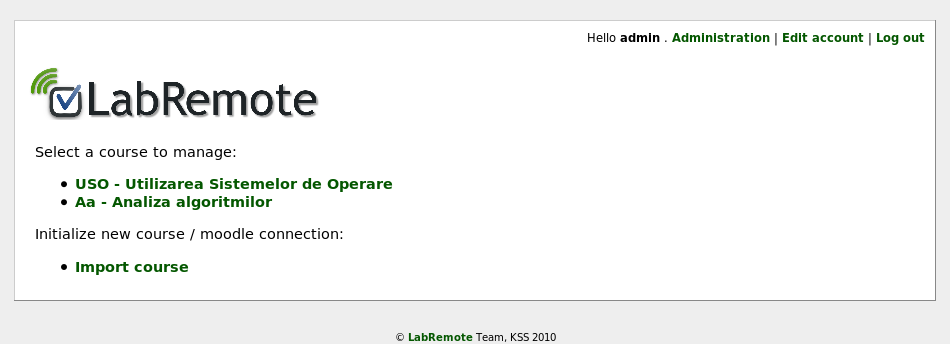 Hello admin . Administration | Edit account | Log out
LabRemote
Select a course to manage:
• USO - Utilizarea Sistemelor de Operare
• Aa - Analiza algoritmilor
Initialize new course / moodle connection:
• Import course
© LabRemote Team, KSS 2010